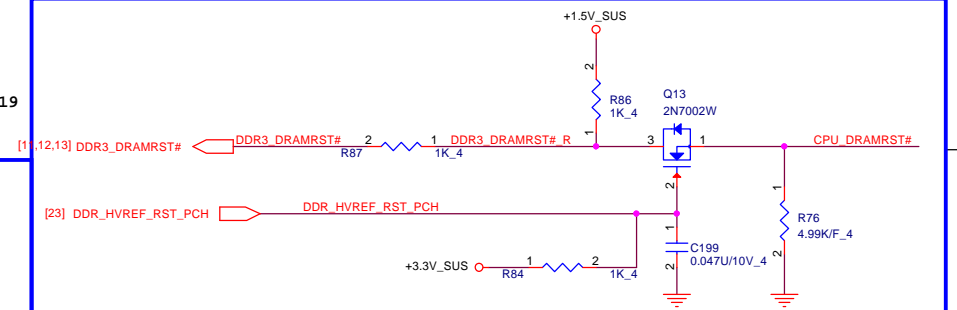 +1.5V_SUS
2
R86
1K_4
1
Q13
2N7002W
19
[11,12,13] DDR3_DRAMRST#
DDR3_DRAMRST#
2
R87
1
1K_4
DDR3_DRAMRST#_R
3
1
CPU_DRAMRST#
2
[23] DDR_HVREF_RST_PCH
DDR_HVREF_RST_PCH
1
R76
4.99K/F_4
2
1
C199
0.047U/10V_4
2
+3.3V_SUS
1
R84
2
1K_4